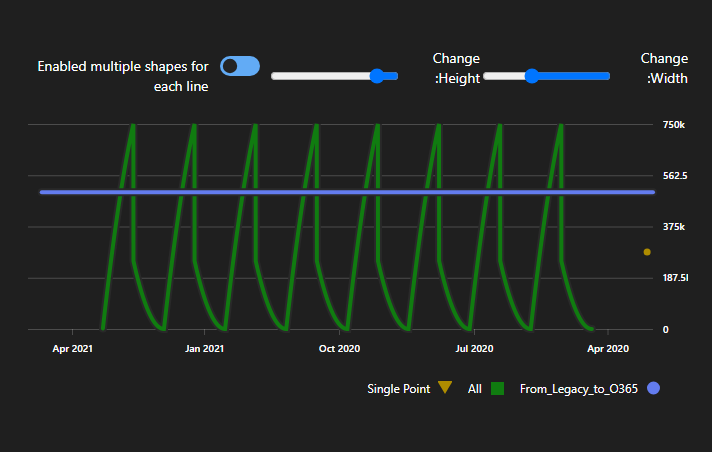 Enabled multiple shapes for
each line
Change
:Height
Change
:Width
750k
562.5
375k
187.5l
0
Apr 2021
Jan 2021
Oct 2020
Jul 2020
Apr 2020
Single Point
All
From_Legacy_to_O365